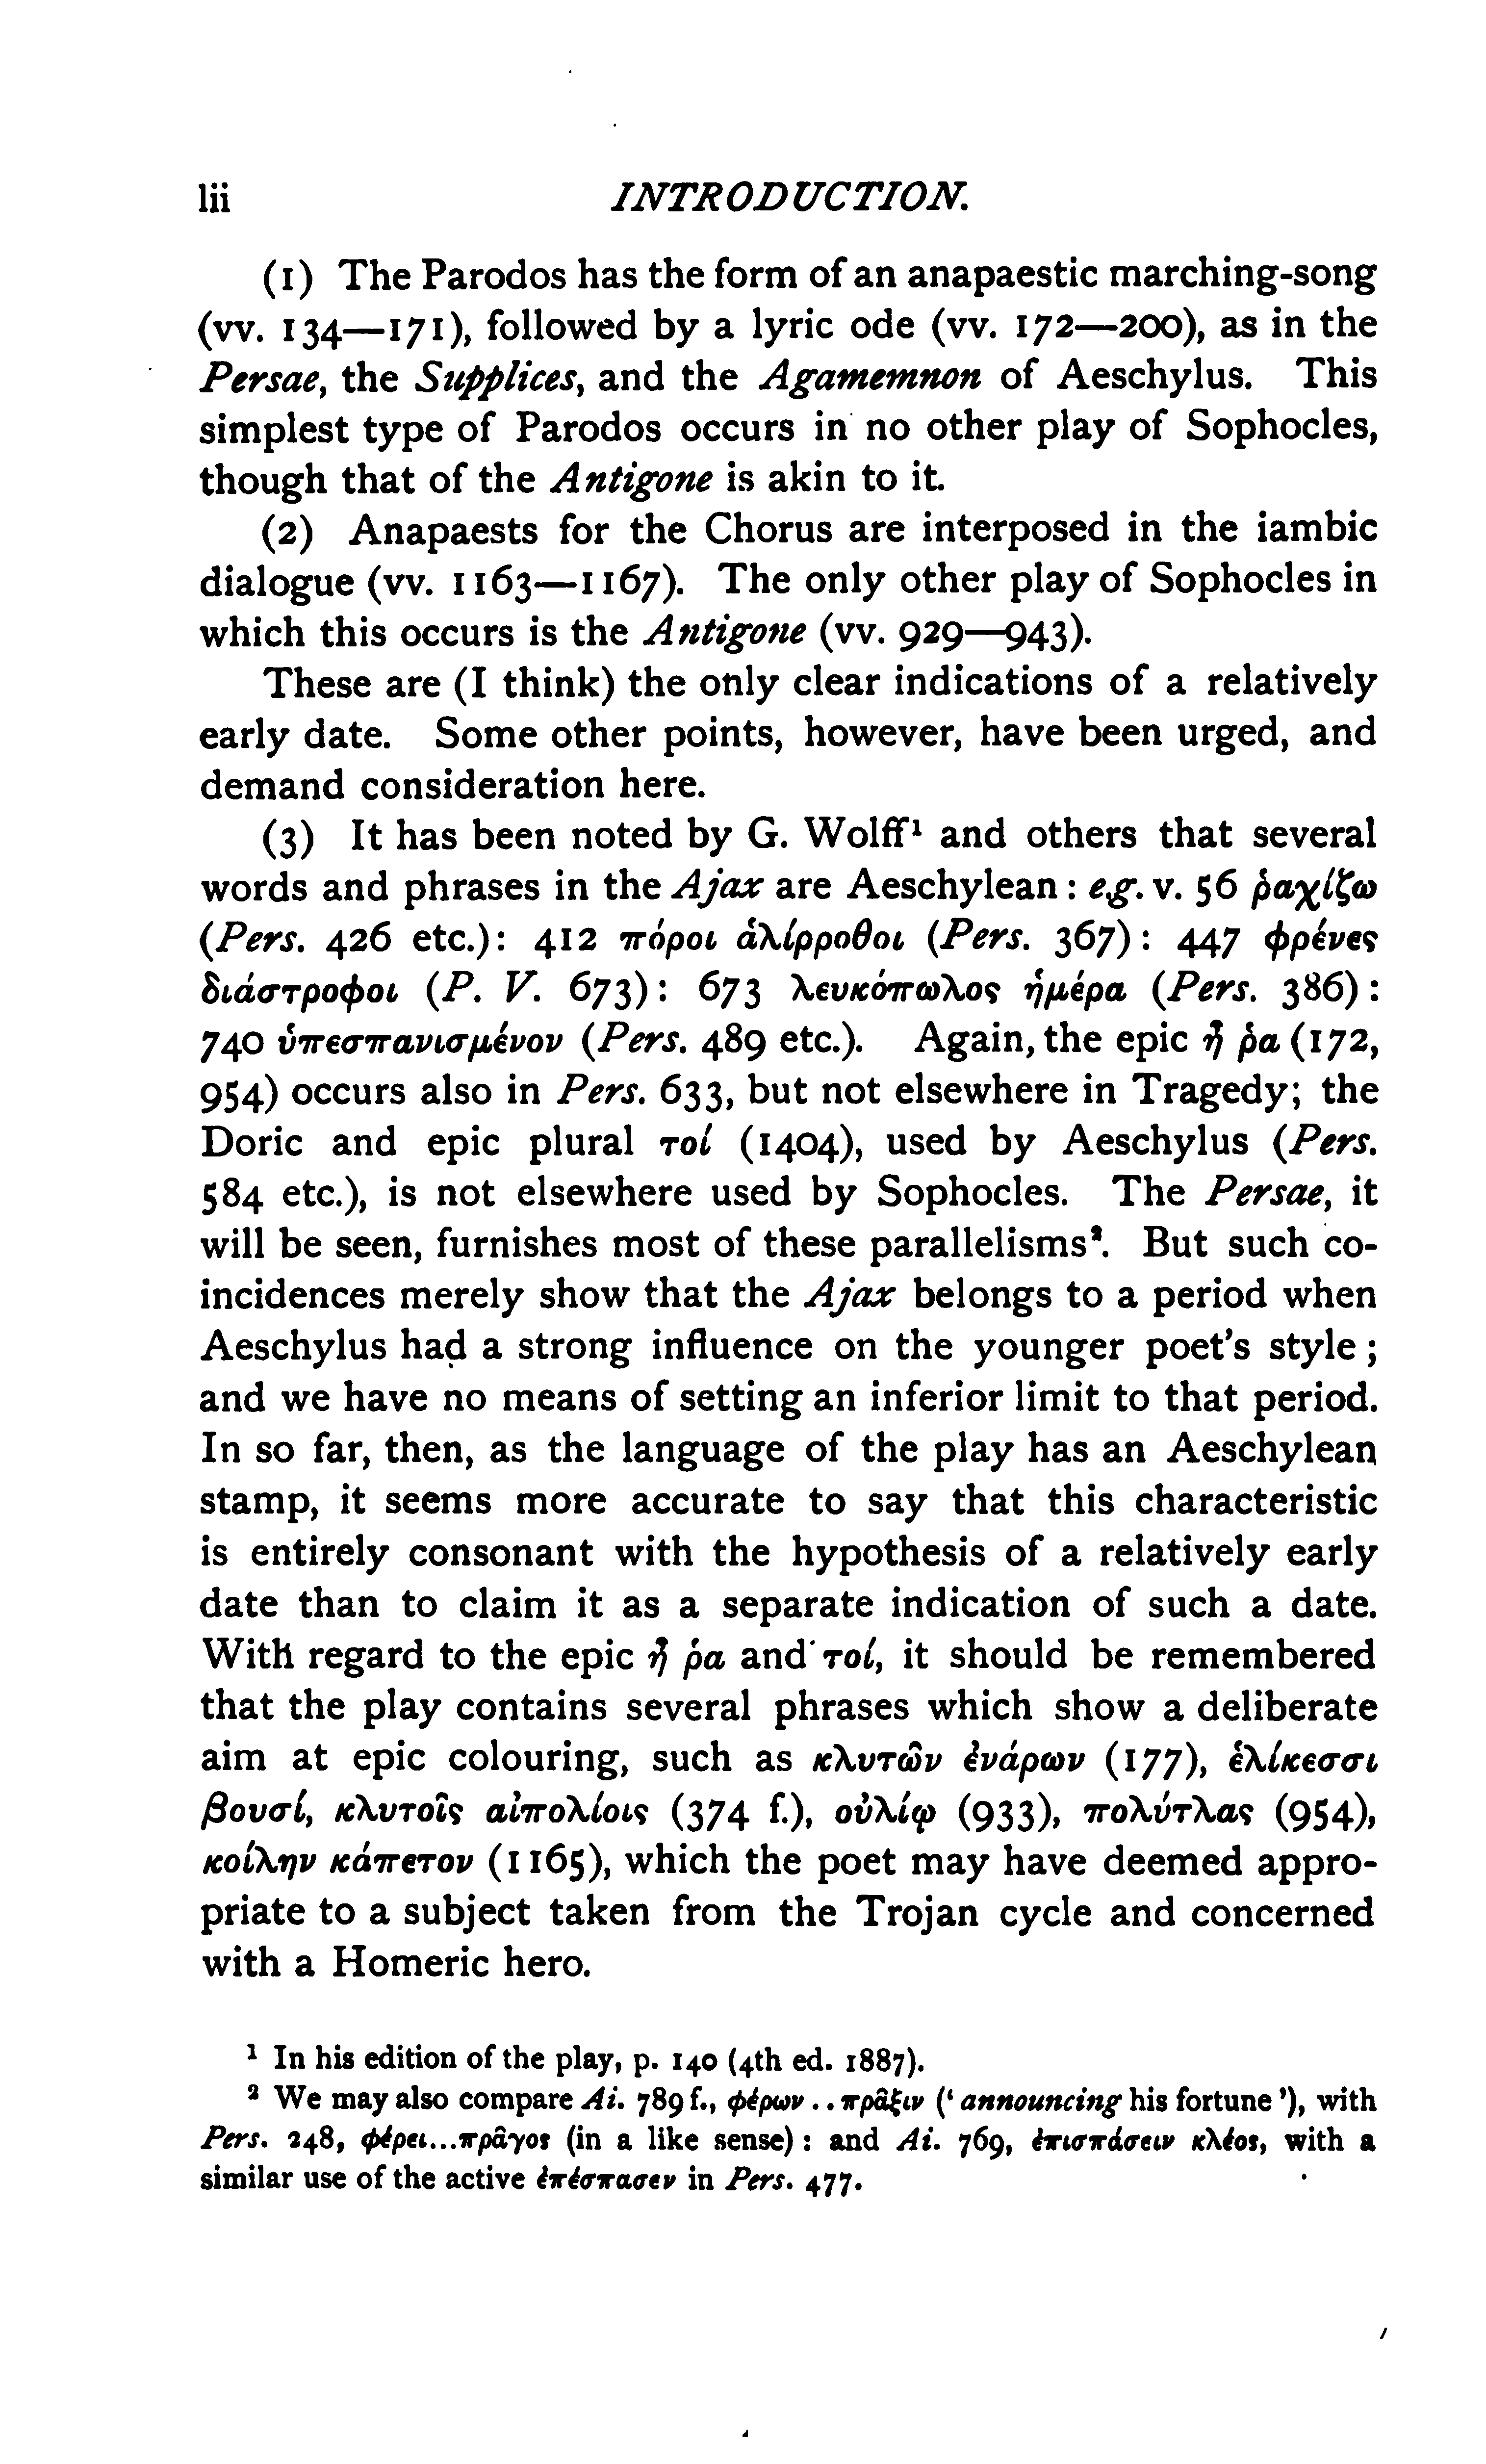 lii INTRODUCTION.
(1) The Parodos has the form of an anapaestic marching-song
(vv. 134—171), followed by a lyric ode (vv. 172—200), as in the
Persae, the Supplices, and the Agamemnon of Aeschylus. This
simplest type of Parodos occurs in no other play of Sophocles,
though that of the Antigone is akin to it.
(2) Anapaests for the Chorus are interposed in the iambic
dialogue (vv. 1163—1167). The only other play of Sophocles in
which this occurs is the Antigone (vv. 929—943).
These are (I think) the only clear indications of a relatively
early date. Some other points, however, have been urged, and
demand consideration here.
(3) It has been noted by G. Wolff¹ and others that several
words and phrases in the Ajax are Aeschylean : e.g. v. 56 ῥαχίζω
(Pers. 426 etc.): 412 πόροι ἁλίρροθοι (Pers. 367): 447 φρένες
διάστροφοι (P. V. 673): 673 λευκόπωλος ἡμέρα (Pers. 386):
740 ὑπεσπανισμένον (Pers. 489 etc.). Again, the epic ἦ ῥα (172,
954) occurs also in Pers. 633, but not elsewhere in Tragedy; the
Doric and epic plural τοί (1404), used by Aeschylus (Pers.
584 etc.), is not elsewhere used by Sophocles. The Persae, it
will be seen, furnishes most of these parallelisms². But such co-
incidences merely show that the Ajax belongs to a period when
Aeschylus had a strong influence on the younger poet's style ;
and we have no means of setting an inferior limit to that period.
In so far, then, as the language of the play has an Aeschylean
stamp, it seems more accurate to say that this characteristic
is entirely consonant with the hypothesis of a relatively early
date than to claim it as a separate indication of such a date.
With regard to the epic ἦ ῥα and τοί, it should be remembered
that the play contains several phrases which show a deliberate
aim at epic colouring, such as κλυτῶν ἐνάρων (177), ἑλίκεσσι
βουσί, κλυτοῖς αἰπολίοις (374 f.), οὐλίῳ (933), πολύτλας (954),
κοίλην κάπετον (1165), which the poet may have deemed appro-
priate to a subject taken from the Trojan cycle and concerned
with a Homeric hero.
¹ In his edition of the play, p. 140 (4th ed. 1887).
² We may also compare Ai. 789 f., φέρων . . πρᾶξιν (' announcing his fortune '), with
Pers. 248, φέρει...πρᾶγος (in a like sense) : and Ai. 769, ἐπισπάσειν κλέος, with a
similar use of the active ἐπέσπασεν in Pers. 477.